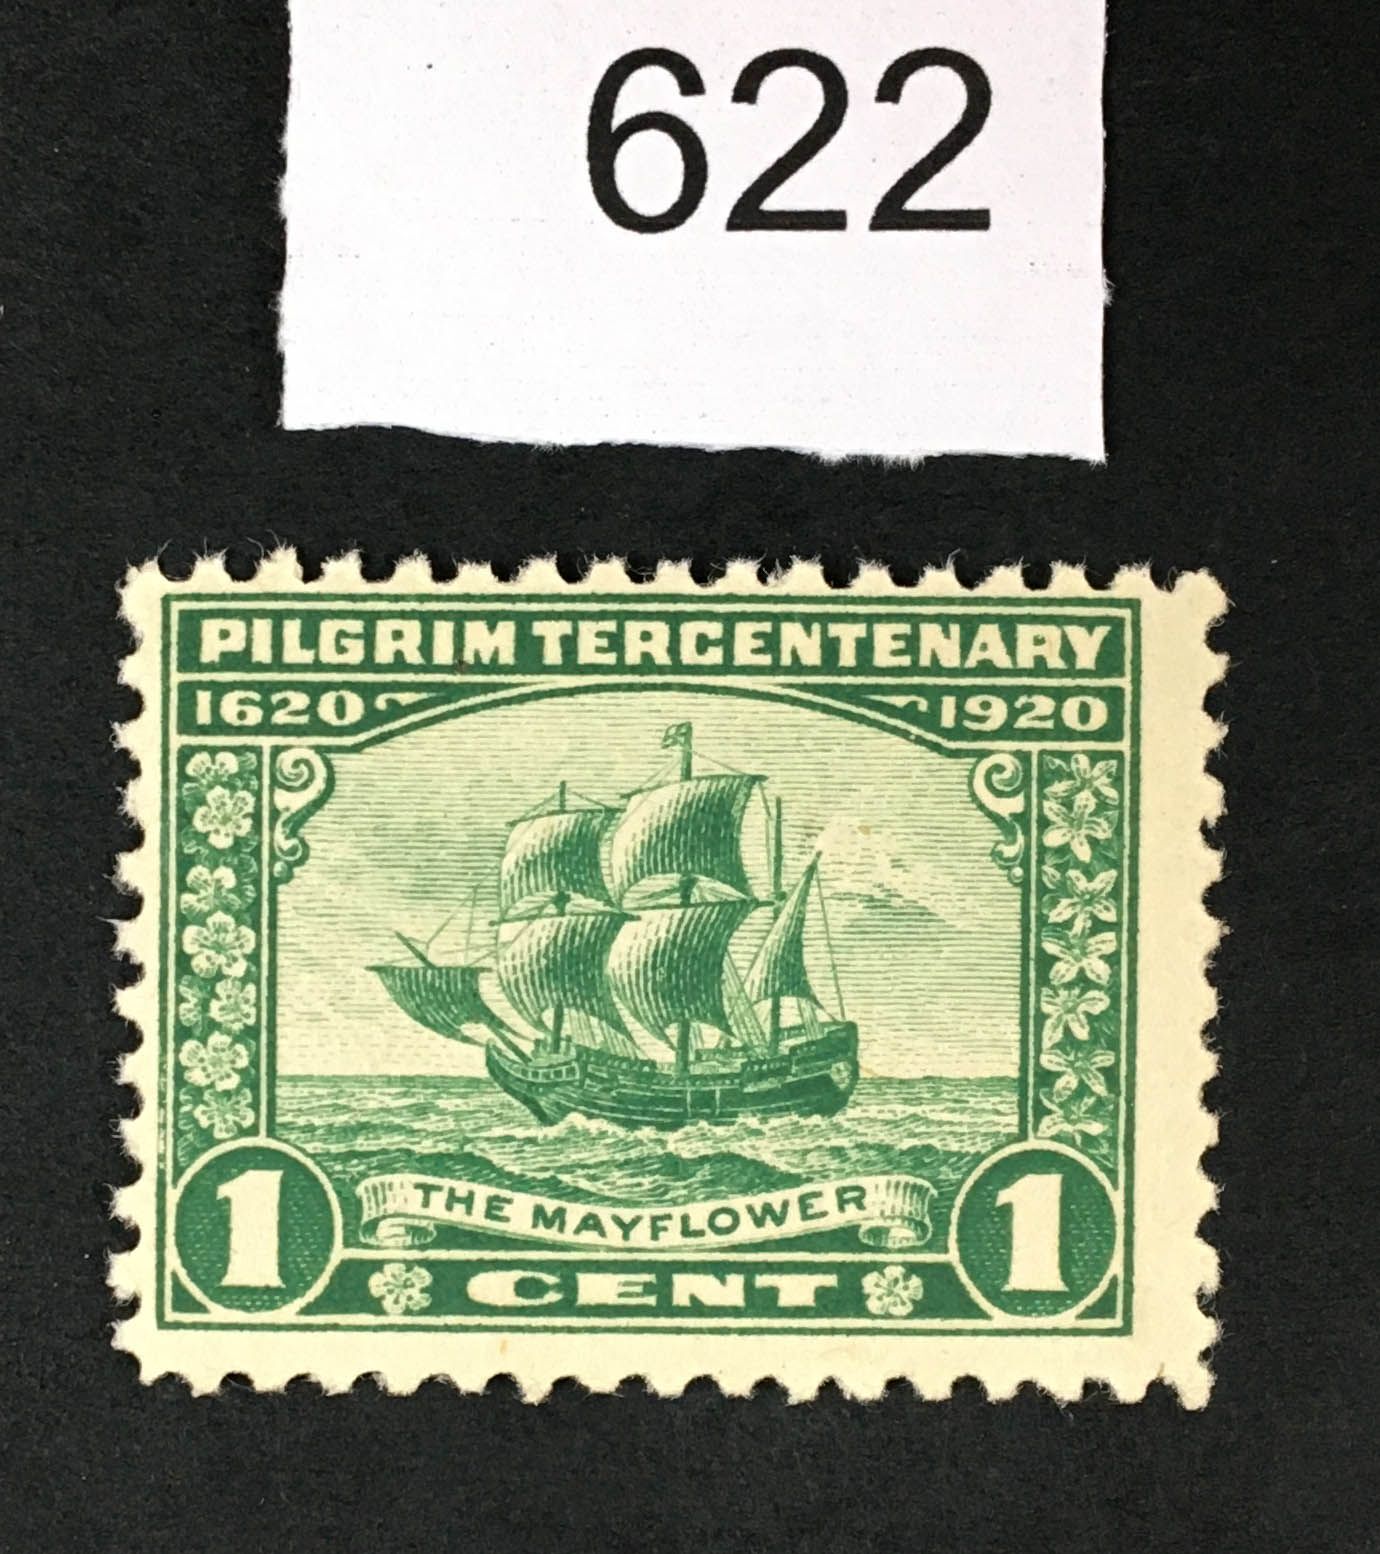 622
PILGRIM TERCENTENARY
1620 1920
THE MAYFLOWER
1 CENT 1